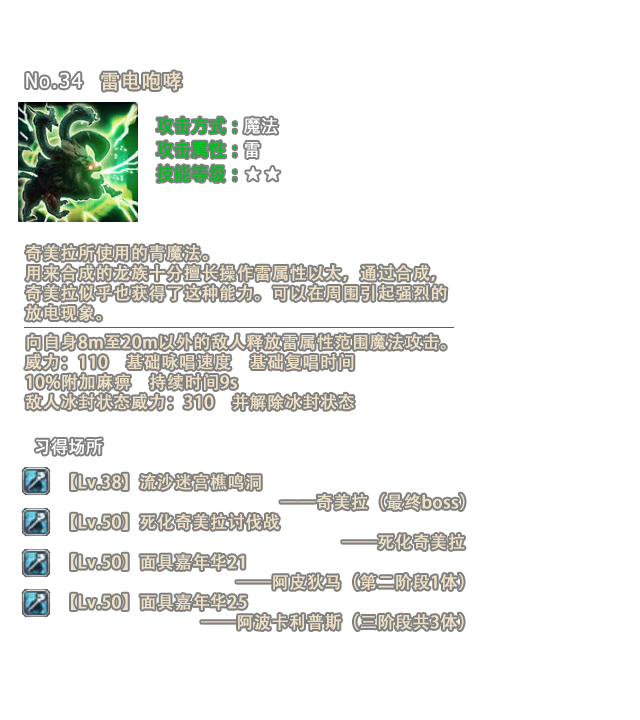 No.34 雷电咆哮
攻击方式：魔法
攻击属性：雷
技能等级：★★
奇美拉所使用的青魔法。
用来合成的龙族十分擅长操作雷属性以太，通过合成，
奇美拉似乎也获得了这种能力。可以在周围引起强烈的
放电现象。
向自身8m至20m以外的敌人释放雷属性范围魔法攻击。
威力：110 基础咏唱速度 基础复唱时间
10%附加麻痹 持续时间9s
敌人冰封状态威力：310 并解除冰封状态
习得场所
【Lv.38】流沙迷宫樵鸣洞
——奇美拉（最终boss）
【Lv.50】死化奇美拉讨伐战
——死化奇美拉
【Lv.50】面具嘉年华21
——阿皮狄马（第二阶段1体）
【Lv.50】面具嘉年华25
——阿波卡利普斯（三阶段共3体）